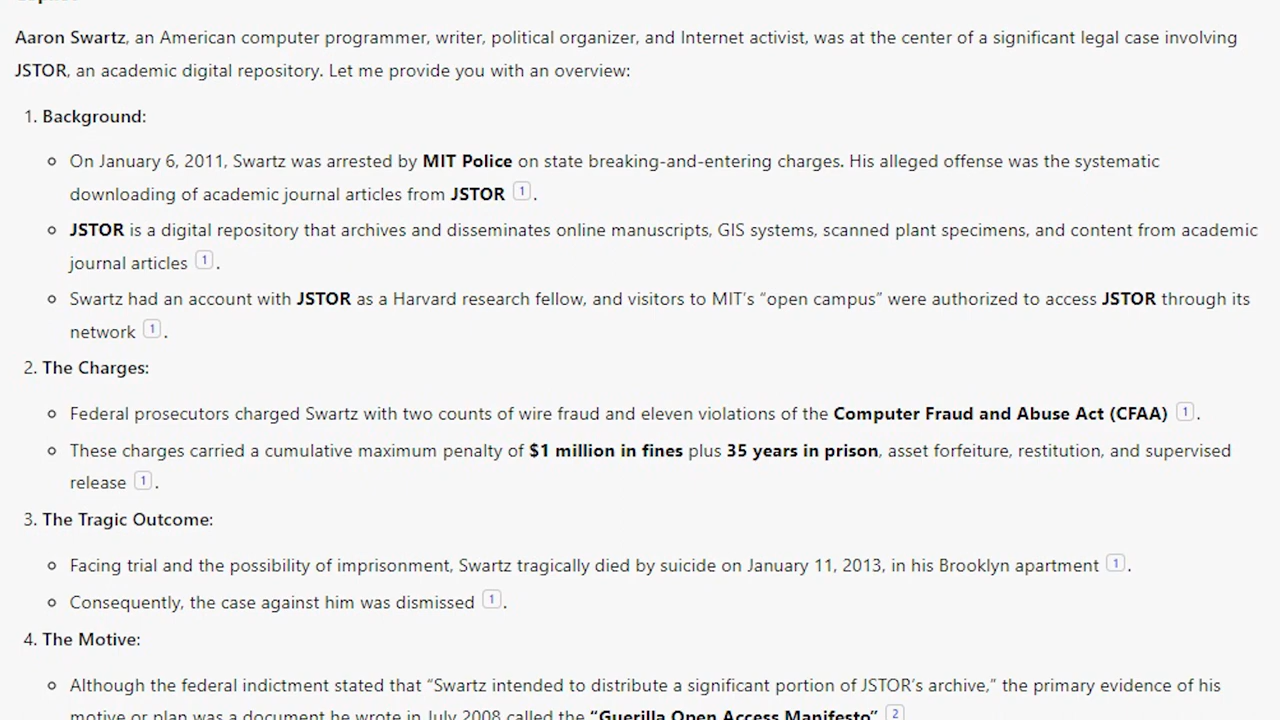 Aaron Swartz, an American computer programmer, writer, political organizer, and Internet activist, was at the center of a significant legal case involving
JSTOR, an academic digital repository. Let me provide you with an overview:
1. Background:
On January 6, 2011, Swartz was arrested by MIT Police on state breaking-and-entering charges. His alleged offense was the systematic
downloading of academic journal articles from JSTOR 1 .
JSTOR is a digital repository that archives and disseminates online manuscripts, GIS systems, scanned plant specimens, and content from academic
journal articles 1 .
Swartz had an account with JSTOR as a Harvard research fellow, and visitors to MIT’s “open campus” were authorized to access JSTOR through its
network 1 .
2. The Charges:
Federal prosecutors charged Swartz with two counts of wire fraud and eleven violations of the Computer Fraud and Abuse Act (CFAA) 1 .
These charges carried a cumulative maximum penalty of $1 million in fines plus 35 years in prison, asset forfeiture, restitution, and supervised
release 1 .
3. The Tragic Outcome:
Facing trial and the possibility of imprisonment, Swartz tragically died by suicide on January 11, 2013, in his Brooklyn apartment 1 .
Consequently, the case against him was dismissed 1 .
4. The Motive:
Although the federal indictment stated that “Swartz intended to distribute a significant portion of JSTOR’s archive,” the primary evidence of his
motive or plan was a document he wrote in July 2008 called the “Guerilla Open Access Manifesto” 2